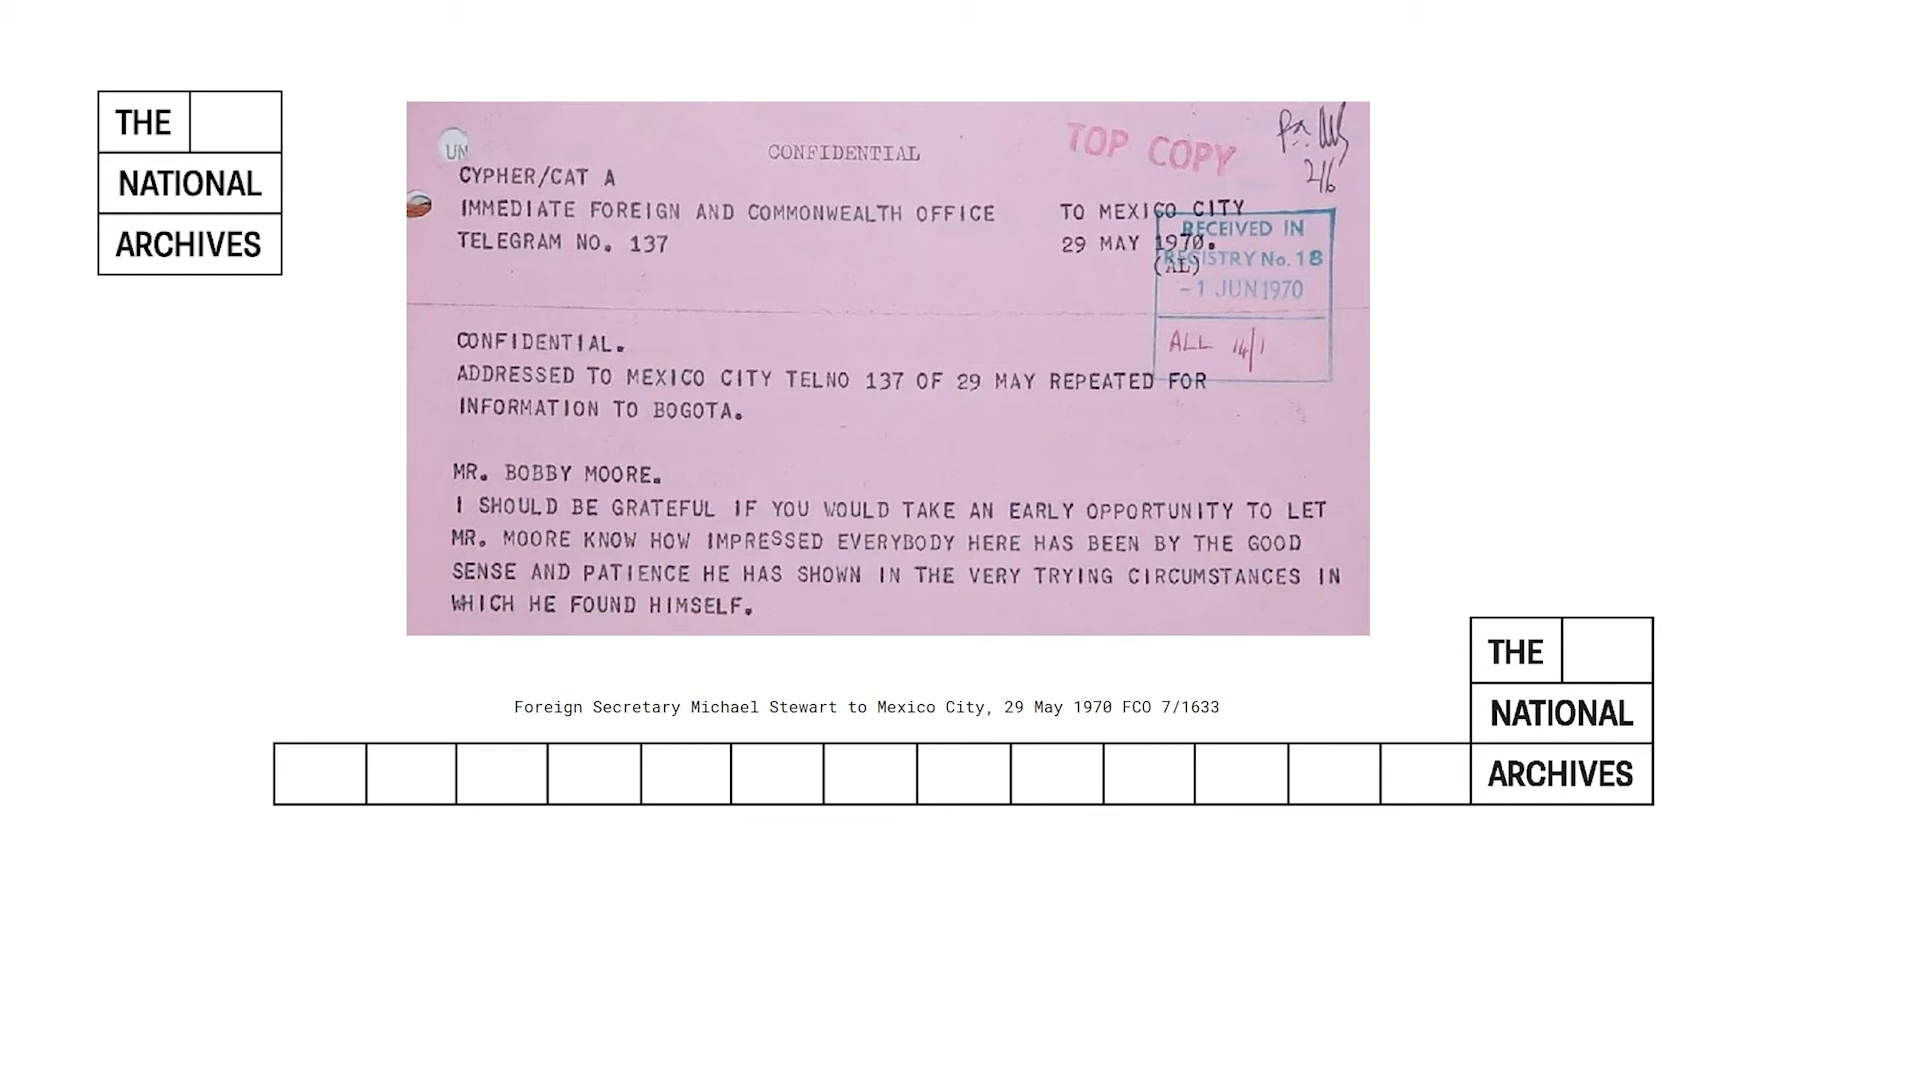 THE
NATIONAL
ARCHIVES
UN
CONFIDENTIAL
TOP COPY
2/6
CYPHER/CAT A
IMMEDIATE FOREIGN AND COMMONWEALTH OFFICE TO MEXICO CITY
TELEGRAM NO. 137 29 MAY 1970.
(AL)
RECEIVED IN
REGISTRY No. 18
-1 JUN 1970
ALL 14/1
CONFIDENTIAL.
ADDRESSED TO MEXICO CITY TELNO 137 OF 29 MAY REPEATED FOR
INFORMATION TO BOGOTA.
MR. BOBBY MOORE.
I SHOULD BE GRATEFUL IF YOU WOULD TAKE AN EARLY OPPORTUNITY TO LET
MR. MOORE KNOW HOW IMPRESSED EVERYBODY HERE HAS BEEN BY THE GOOD
SENSE AND PATIENCE HE HAS SHOWN IN THE VERY TRYING CIRCUMSTANCES IN
WHICH HE FOUND HIMSELF.
Foreign Secretary Michael Stewart to Mexico City, 29 May 1970 FCO 7/1633
THE
NATIONAL
ARCHIVES